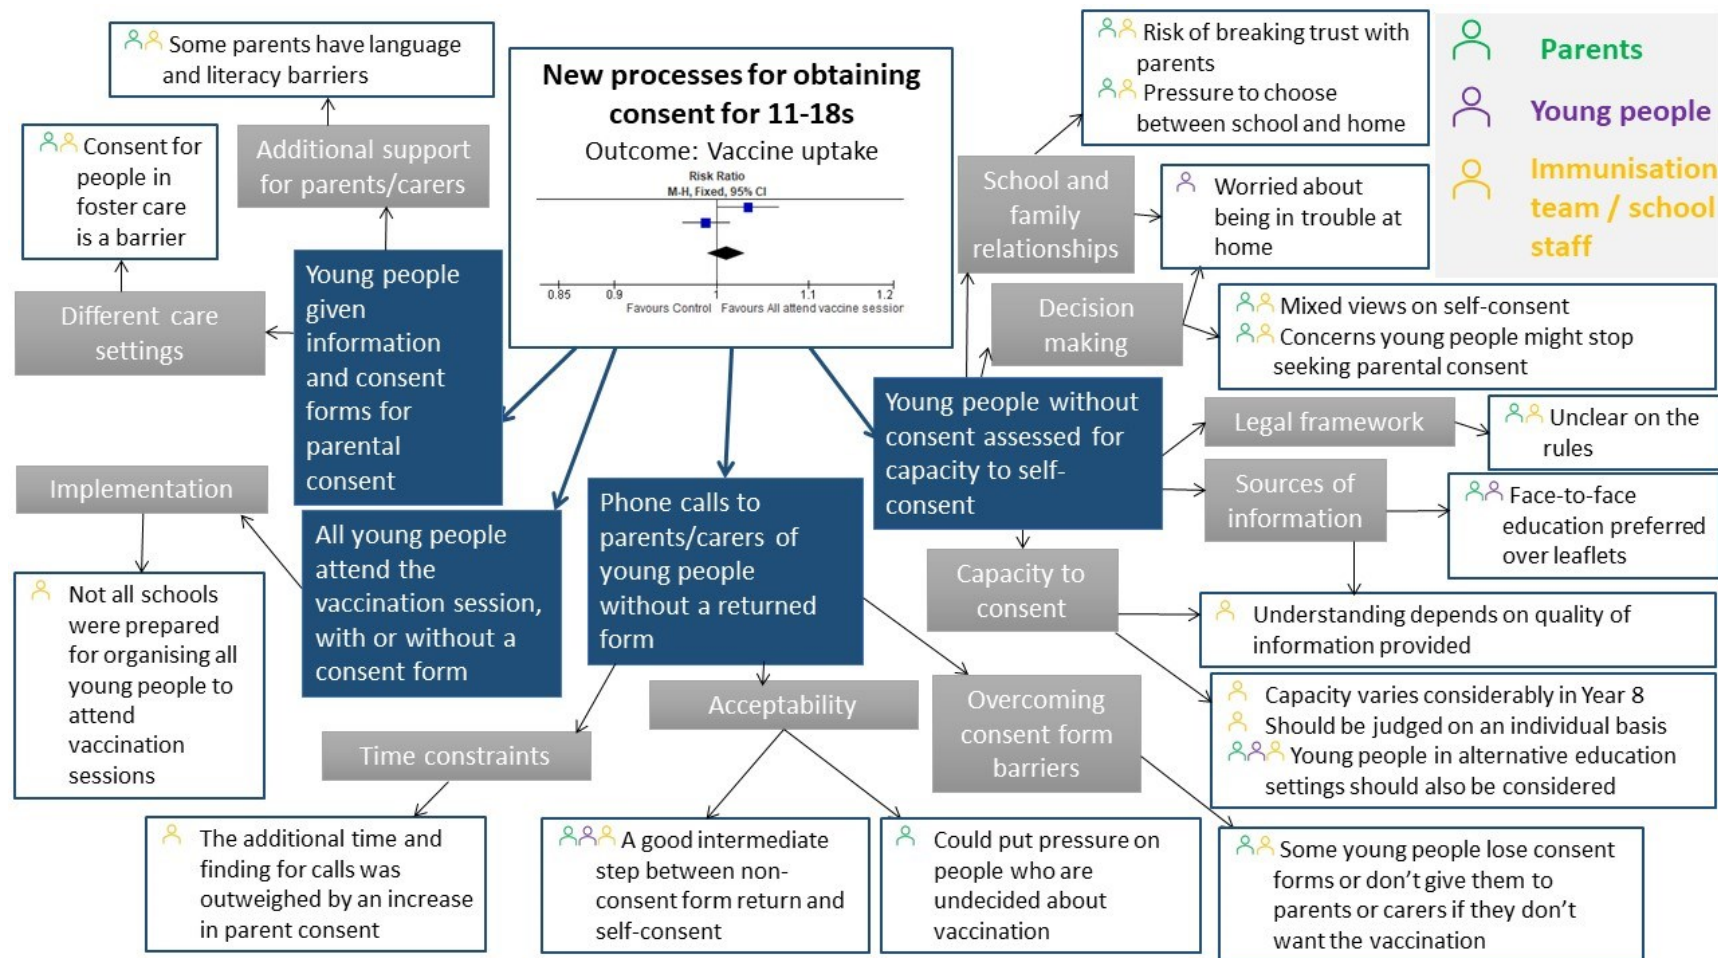 Some parents have language
and literacy barriers
Consent for
people in
foster care
is a barrier
Additional support
for parents/carers
Different care
settings
New processes for obtaining
consent for 11-18s
Outcome: Vaccine uptake
Risk Ratio
M-H, Fixed, 95% CI
0.85 0.9 1 1.1 1.2
Favours Control Favours All attend vaccine session
Risk of breaking trust with
parents
Pressure to choose
between school and home
Parents
Young people
Immunisation
team / school
staff
School and
family
relationships
Worried about
being in trouble at
home
Decision
making
Mixed views on self-consent
Concerns young people might stop
seeking parental consent
Young people
given
information
and consent
forms for
parental
consent
Young people without
consent assessed for
capacity to self-
consent
Legal framework
Unclear on the
rules
Sources of
information
Face-to-face
education preferred
over leaflets
Implementation
Not all schools
were prepared
for organising all
young people to
attend
vaccination
sessions
All young people
attend the
vaccination session,
with or without a
consent form
Phone calls to
parents/carers of
young people
without a returned
form
Capacity to
consent
Understanding depends on quality of
information provided
Capacity varies considerably in Year 8
Should be judged on an individual basis
Young people in alternative education
settings should also be considered
Time constraints
Acceptability
Overcoming
consent form
barriers
The additional time and
finding for calls was
outweighed by an increase
in parent consent
A good intermediate
step between non-
consent form return and
self-consent
Could put pressure on
people who are
undecided about
vaccination
Some young people lose consent
forms or don't give them to
parents or carers if they don't
want the vaccination